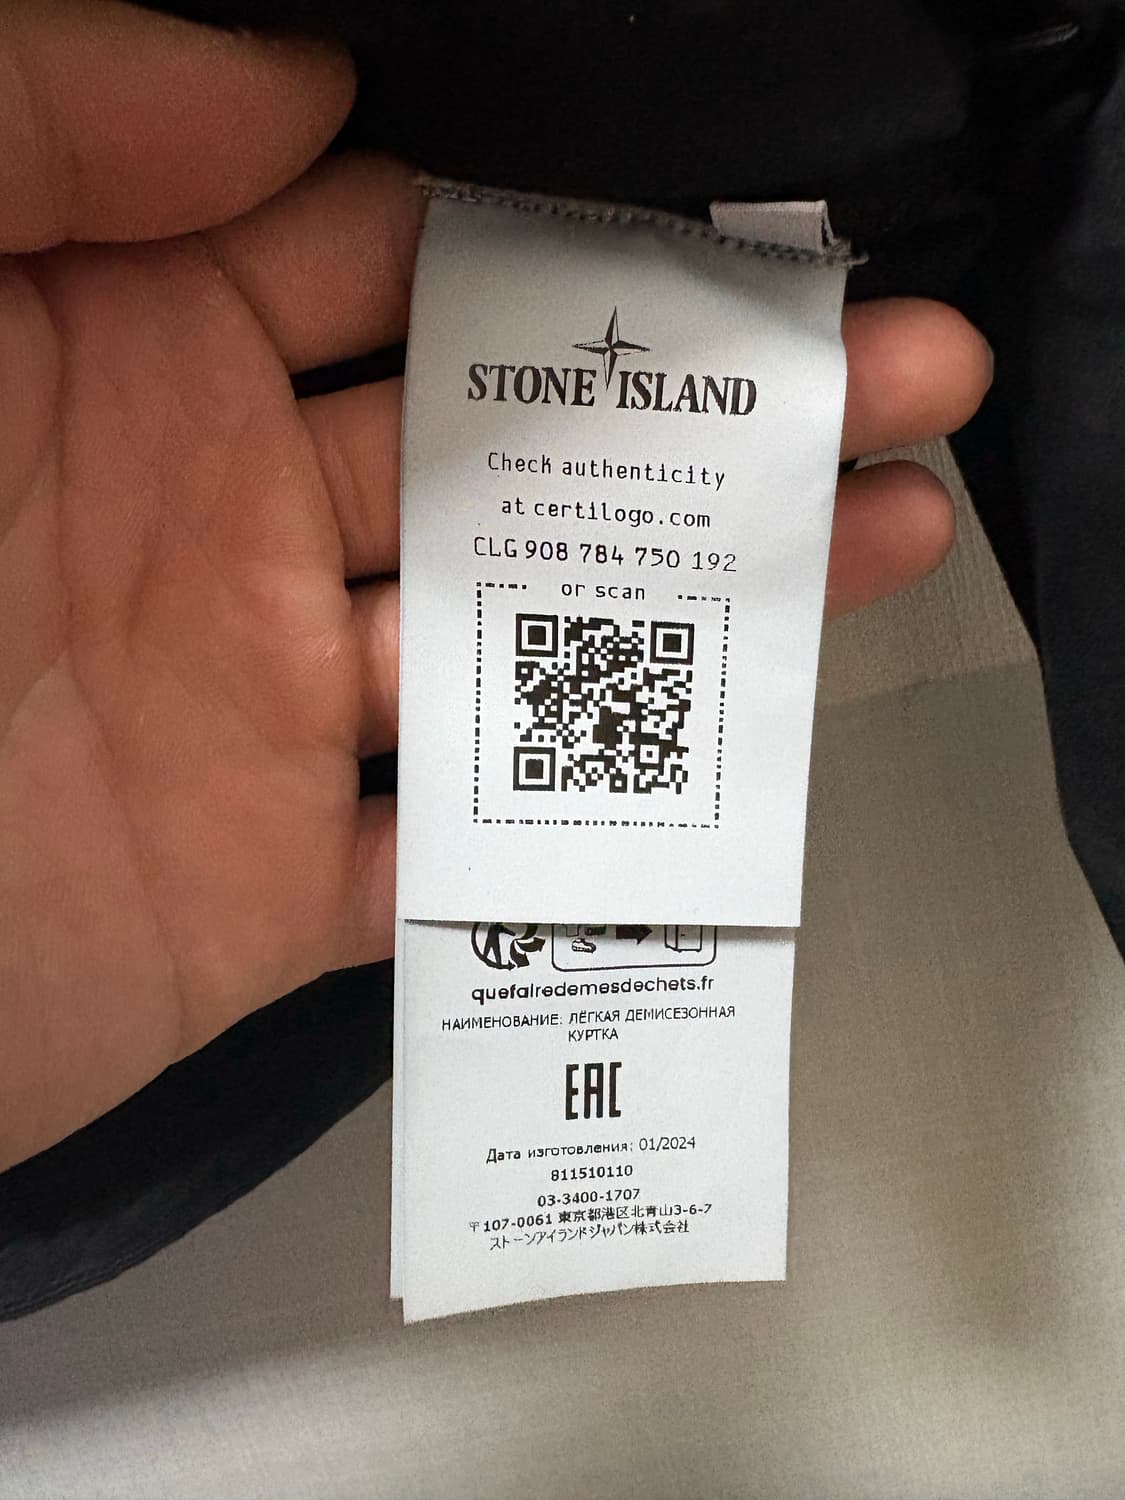 STONE ISLAND
Check authenticity
at certilogo.com
CLG 908 784 750 192
or scan
quefairedemesdechets.fr
НАИМЕНОВАНИЕ: ЛЁГКАЯ ДЕМИСЕЗОННАЯ
КУРТКА
EAC
Дата изготовления: 01/2024
811510110
03-3400-1707
〒107-0061 東京都港区北青山3-6-7
ストーンアイランドジャパン株式会社